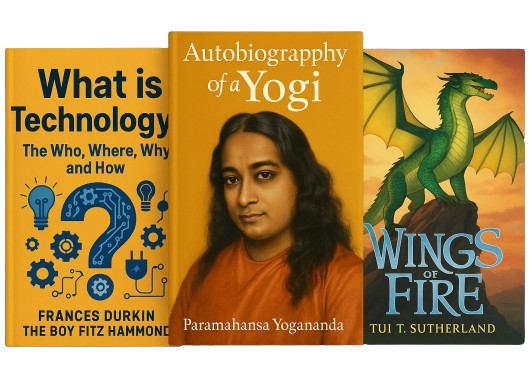 What is
Technology
The Who, Where, Why
and How
FRANCES DURKIN
THE BOY FITZ HAMMOND
Autobiograpphy
of a Yogi
Paramahansa Yogananda
WINGS
OF
FIRE
TUI T. SUTHERLAND